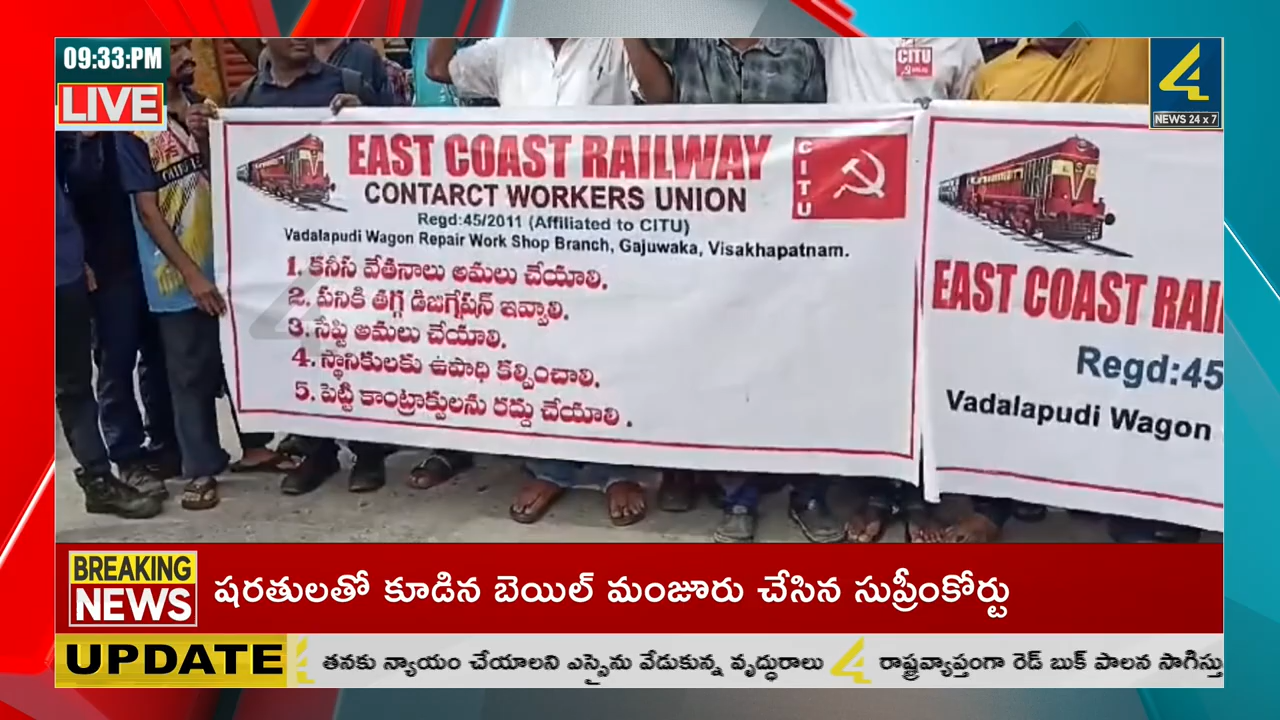 09:33:PM
LIVE
4
NEWS 24 x 7
CITU
EAST COAST RAILWAY
CONTARCT WORKERS UNION
Regd:45/2011 (Affiliated to CITU)
Vadalapudi Wagon Repair Work Shop Branch, Gajuwaka, Visakhapatnam.
CITU
1. కనీస వేతనాలు అమలు చేయాలి.
2. పనికి తగ్గ డిజిగ్నేషన్ ఇవ్వాలి.
3. సేఫ్టి అమలు చేయాలి.
4. స్థానికులకు ఉపాధి కల్పించాలి.
5. పెట్టీ కాంట్రాక్టులను రద్దు చేయాలి .
EAST COAST RAIL
Regd:45
Vadalapudi Wagon
BREAKING
NEWS
షరతులతో కూడిన బెయిల్ మంజూరు చేసిన సుప్రీంకోర్టు
UPDATE
తనకు న్యాయం చేయాలని ఎస్పైను వేడుకున్న వృద్ధురాలు 4 రాష్ట్రవ్యాప్తంగా రెడ్ బుక్ పాలన సాగిస్తు